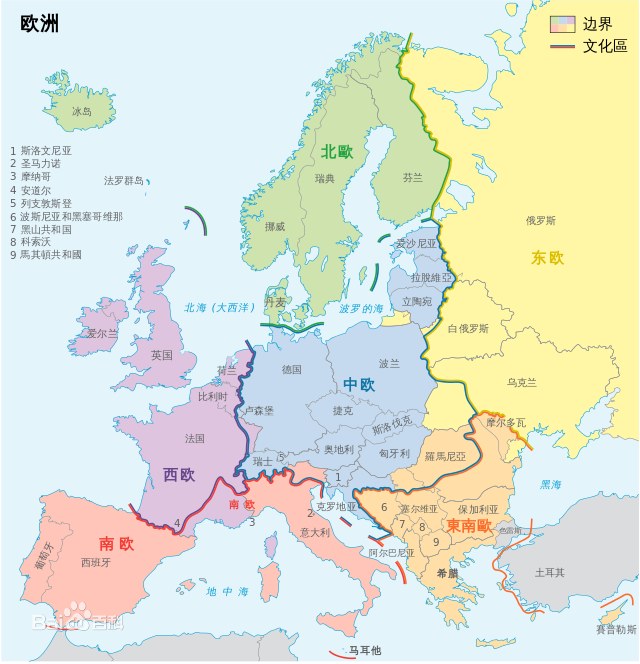 欧洲
边界
文化區
冰岛
1 斯洛文尼亚
2 圣马力诺
3 摩纳哥
4 安道尔
5 列支敦斯登
6 波斯尼亚和黑塞哥维那
7 黑山共和国
8 科索沃
9 馬其頓共和國
法罗群岛
北歐
瑞典
芬兰
挪威
俄罗斯
东欧
爱沙尼亚
拉脫維亞
立陶宛
丹麦
北海 (大西洋)
波罗的海
白俄罗斯
爱尔兰
英国
荷兰
德国
波兰
中欧
乌克兰
比利时
卢森堡
捷克
斯洛伐克
摩尔多瓦
法国
奥地利
匈牙利
羅馬尼亞
瑞士
5
西欧
1
黑海
南欧
克罗地亚
6
塞尔维亚
保加利亚
3
2
4
意大利
7
8
東南歐
色雷斯
南欧
9
阿尔巴尼亚
葡萄牙
西班牙
希腊
土耳其
地中海
Bai 百科
賽普勒斯
马耳他